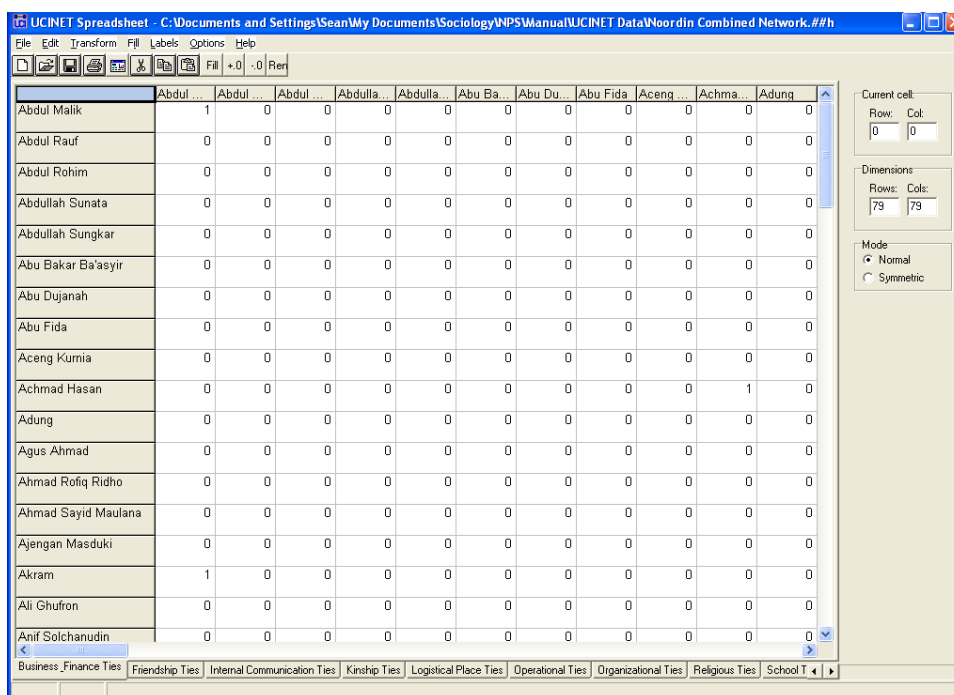 UCINET Spreadsheet - C:\Documents and Settings\Sean\My Documents\Sociology\NPS\Manual\UCINET Data\Noordin Combined Network.##h
File Edit Transform Fill Labels Options Help
Fill +.0 -.0 Ren
Abdul ... Abdul ... Abdul ... Abdulla... Abdulla... Abu Ba... Abu Du... Abu Fida Aceng ... Achma... Adung
Abdul Malik 1 0 0 0 0 0 0 0 0 0 0
Abdul Rauf 0 0 0 0 0 0 0 0 0 0 0
Abdul Rohim 0 0 0 0 0 0 0 0 0 0 0
Abdullah Sunata 0 0 0 0 0 0 0 0 0 0 0
Abdullah Sungkar 0 0 0 0 0 0 0 0 0 0 0
Abu Bakar Ba'asyir 0 0 0 0 0 0 0 0 0 0 0
Abu Dujanah 0 0 0 0 0 0 0 0 0 0 0
Abu Fida 0 0 0 0 0 0 0 0 0 0 0
Aceng Kurnia 0 0 0 0 0 0 0 0 0 0 0
Achmad Hasan 0 0 0 0 0 0 0 0 0 1 0
Adung 0 0 0 0 0 0 0 0 0 0 0
Agus Ahmad 0 0 0 0 0 0 0 0 0 0 0
Ahmad Rofiq Ridho 0 0 0 0 0 0 0 0 0 0 0
Ahmad Sayid Maulana 0 0 0 0 0 0 0 0 0 0 0
Ajengan Masduki 0 0 0 0 0 0 0 0 0 0 0
Akram 1 0 0 0 0 0 0 0 0 0 0
Ali Ghufron 0 0 0 0 0 0 0 0 0 0 0
Anif Solchanudin 0 0 0 0 0 0 0 0 0 0 0
Business_Finance Ties Friendship Ties Internal Communication Ties Kinship Ties Logistical Place Ties Operational Ties Organizational Ties Religious Ties School T
Current cell:
Row: Col:
0 0
Dimensions
Rows: Cols:
79 79
Mode
Normal
Symmetric